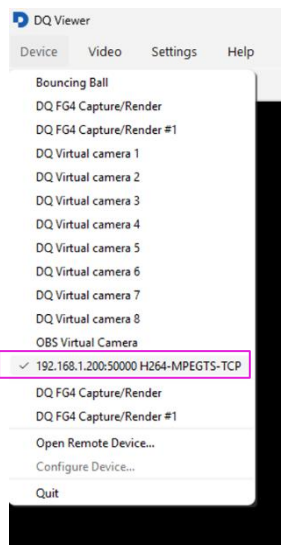 DQ Viewer
Device Video Settings Help
Bouncing Ball
DQ FG4 Capture/Render
DQ FG4 Capture/Render #1
DQ Virtual camera 1
DQ Virtual camera 2
DQ Virtual camera 3
DQ Virtual camera 4
DQ Virtual camera 5
DQ Virtual camera 6
DQ Virtual camera 7
DQ Virtual camera 8
OBS Virtual Camera
192.168.1.200:50000 H264-MPEGTS-TCP
DQ FG4 Capture/Render
DQ FG4 Capture/Render #1
Open Remote Device...
Configure Device...
Quit